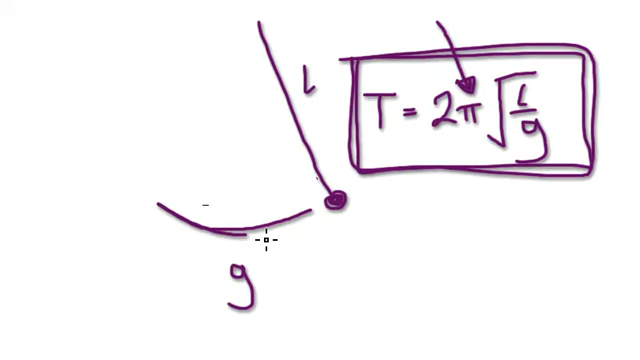 L
T = 2π√(L/g)
g